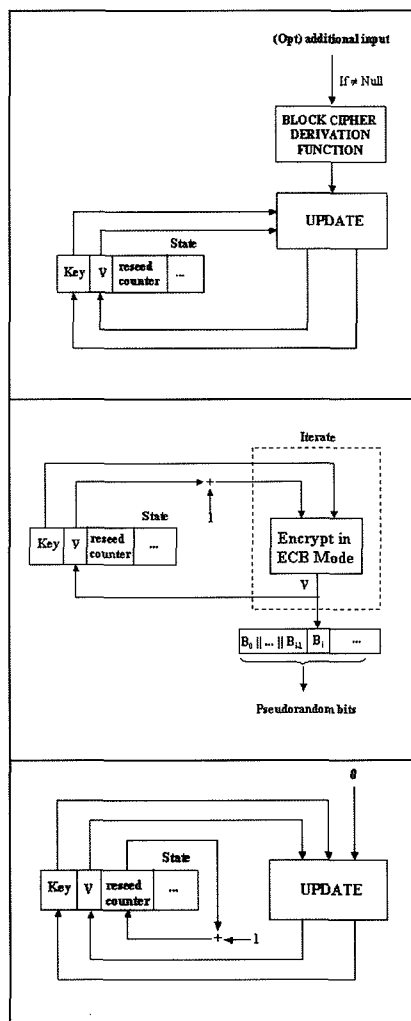 (Opt) additional input
If ≠ Null
BLOCK CIPHER
DERIVATION
FUNCTION
UPDATE
State
Key V reseed counter ...
Iterate
+
1
State
Key V reseed counter ...
Encrypt in
ECB Mode
V
B₀ || ... || Bᵢ₋₁ Bᵢ ...
Pseudorandom bits
0
State
Key V reseed counter ...
UPDATE
+ 1